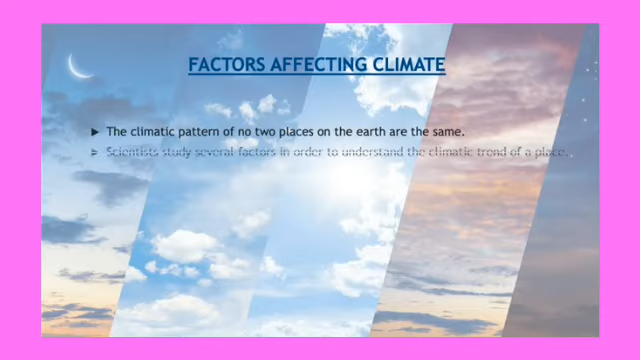 FACTORS AFFECTING CLIMATE
The climatic pattern of no two places on the earth are the same.
Scientists study several factors in order to understand the climatic trend of a place.